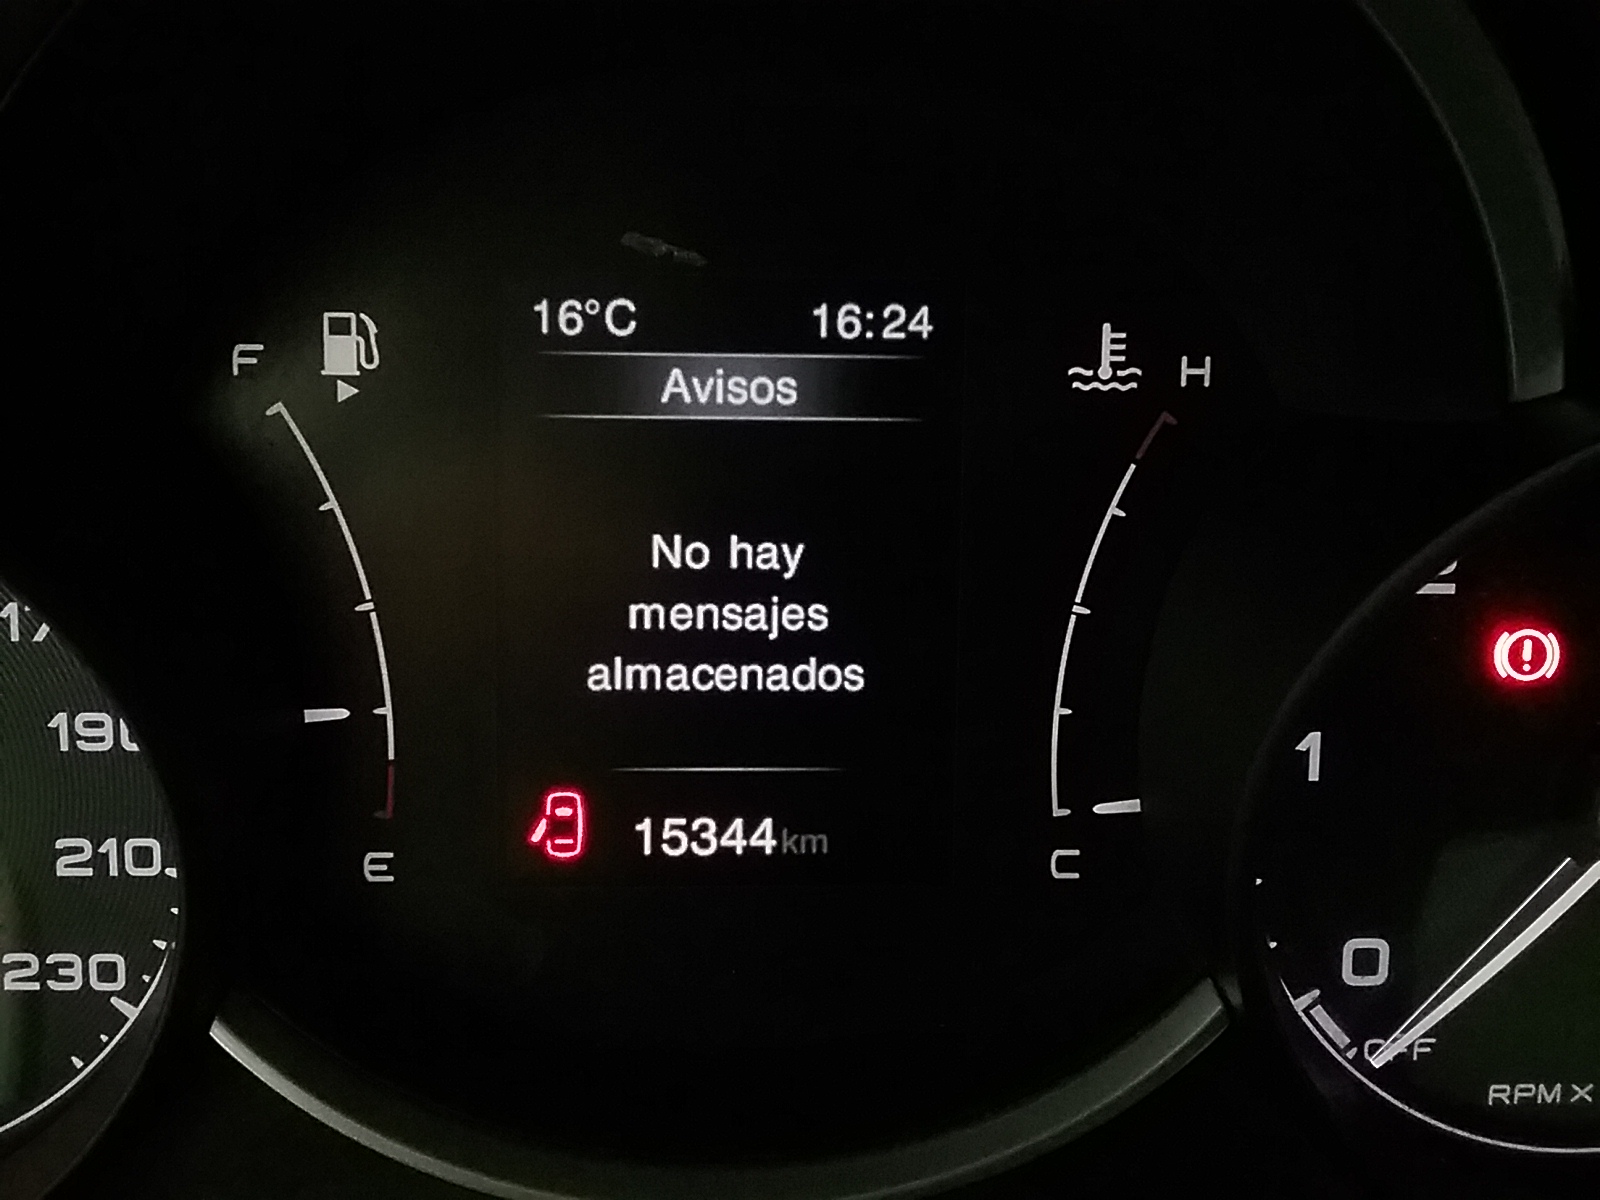 16°C 16:24
Avisos
F
H
No hay
mensajes
almacenados
190
1
210
15344km
E
C
230
0
OFF
RPM X